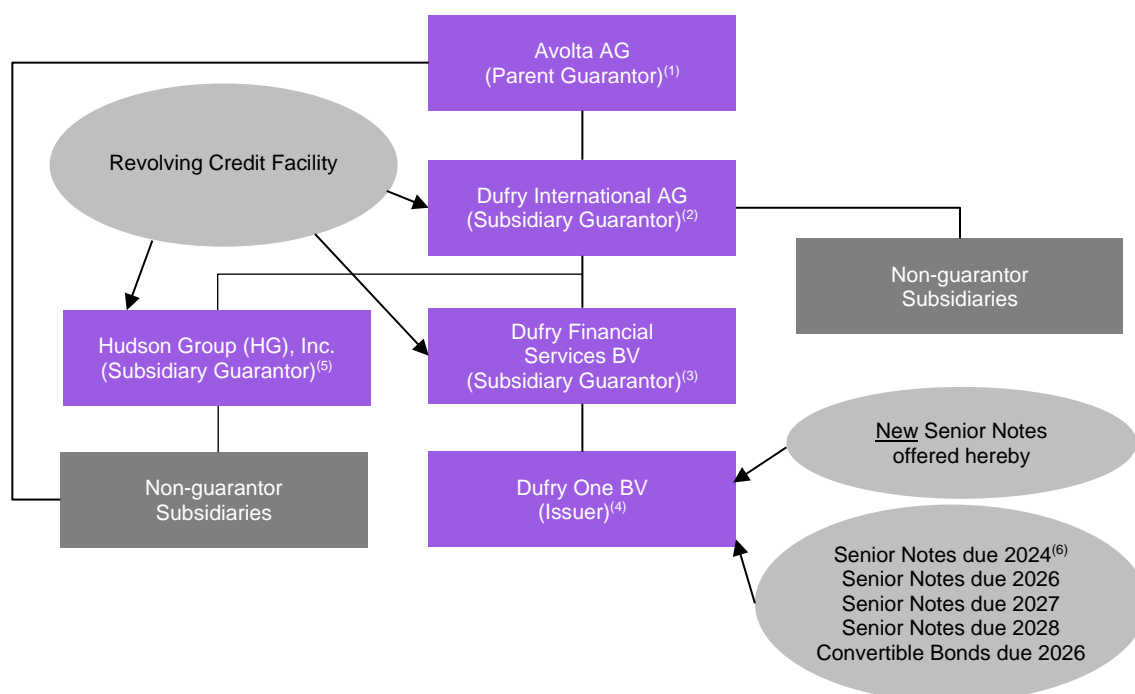 Avolta AG
(Parent Guarantor)(1)
Revolving Credit Facility
Dufry International AG
(Subsidiary Guarantor)(2)
Non-guarantor
Subsidiaries
Hudson Group (HG), Inc.
(Subsidiary Guarantor)(5)
Dufry Financial
Services BV
(Subsidiary Guarantor)(3)
New Senior Notes
offered hereby
Non-guarantor
Subsidiaries
Dufry One BV
(Issuer)(4)
Senior Notes due 2024(6)
Senior Notes due 2026
Senior Notes due 2027
Senior Notes due 2028
Convertible Bonds due 2026